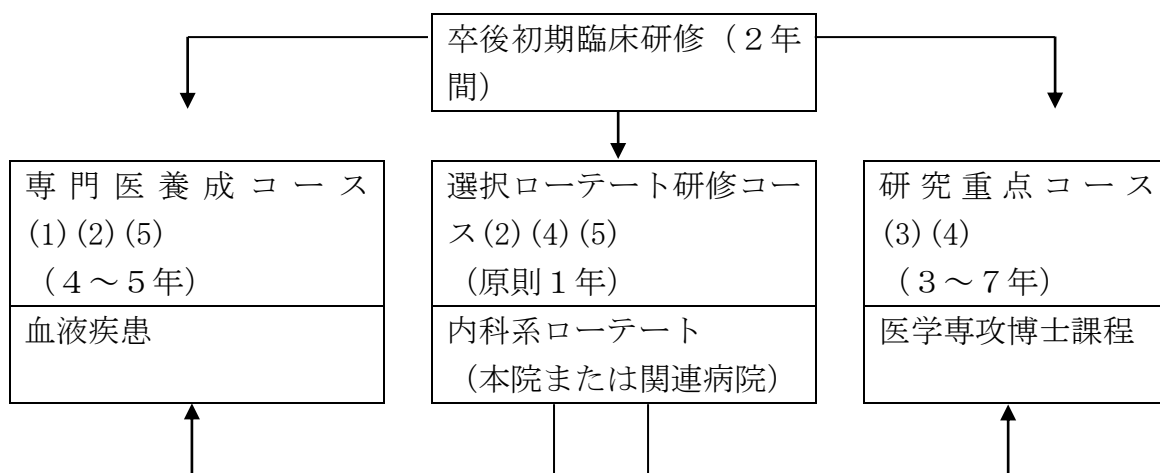 卒後初期臨床研修（２年
間）
専門医養成コース
(1)(2)(5)
（４～５年）
血液疾患
選択ローテート研修コー
ス(2)(4)(5)
（原則１年）
内科系ローテート
（本院または関連病院）
研究重点コース
(3)(4)
（３～７年）
医学専攻博士課程